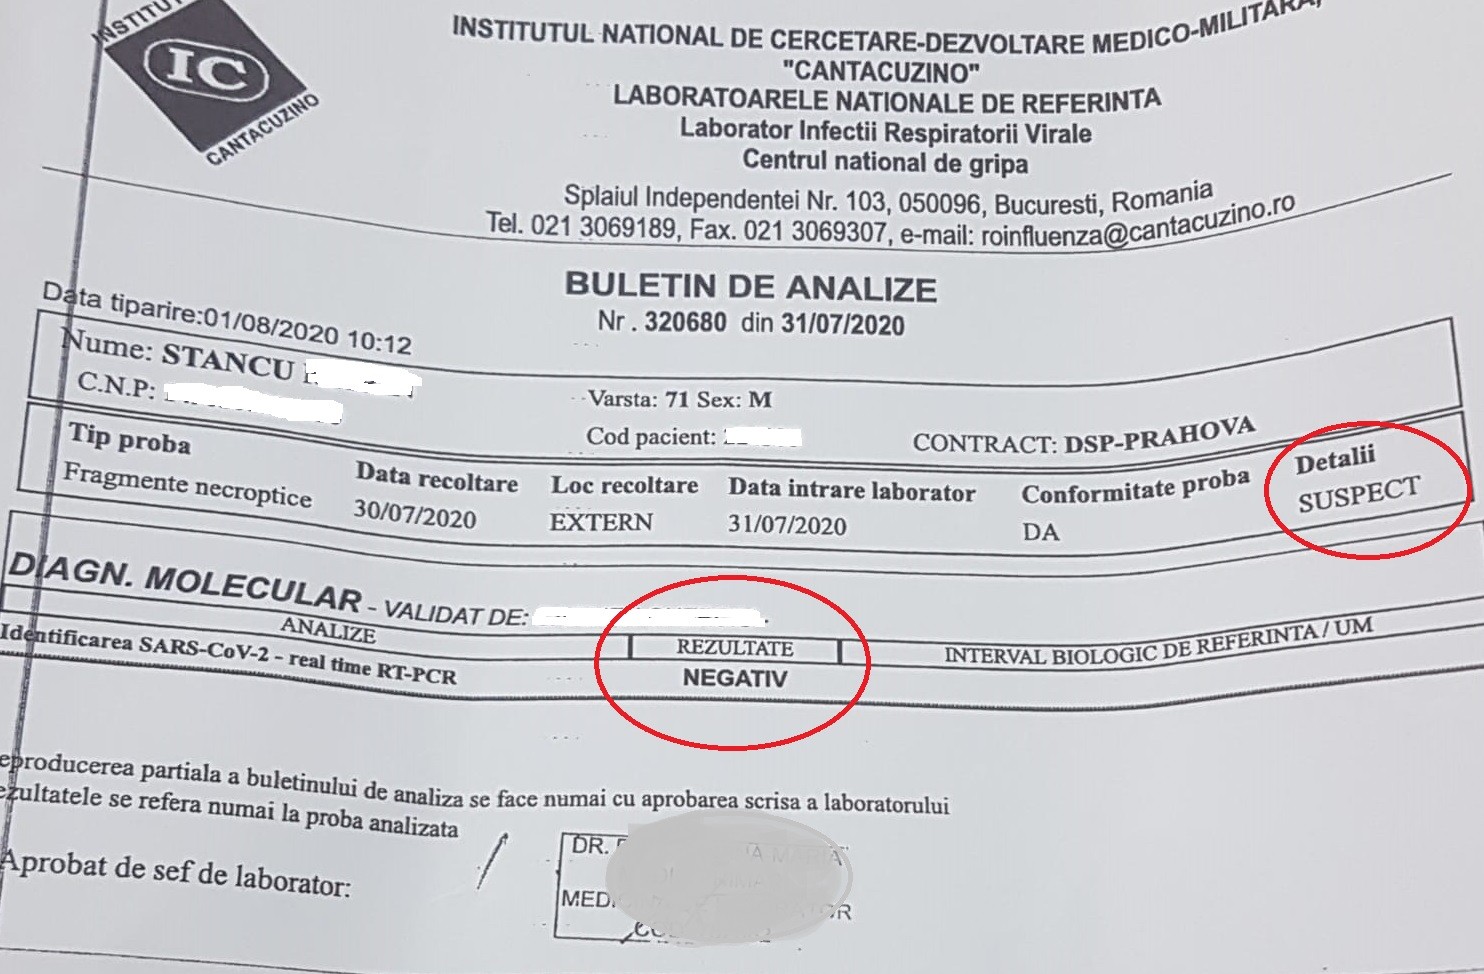 INSTITUTUL NATIONAL DE CERCETARE-DEZVOLTARE MEDICO-MILITARA,
"CANTACUZINO"
LABORATOARELE NATIONALE DE REFERINTA
Laborator Infectii Respiratorii Virale
Centrul national de gripa
Splaiul Independentei Nr. 103, 050096, Bucuresti, Romania
Tel. 021 3069189, Fax. 021 3069307, e-mail: roinfluenza@cantacuzino.ro
IC
CANTACUZINO
BULETIN DE ANALIZE
Nr. 320680 din 31/07/2020
Data tiparire:01/08/2020 10:12
Nume: STANCU
C.N.P:
Varsta: 71 Sex: M
Cod pacient:
CONTRACT: DSP-PRAHOVA
Tip proba Data recoltare Loc recoltare Data intrare laborator Conformitate proba Detalii
Fragmente necroptice 30/07/2020 EXTERN 31/07/2020 DA SUSPECT
DIAGN. MOLECULAR - VALIDAT DE:
ANALIZE REZULTATE INTERVAL BIOLOGIC DE REFERINTA / UM
Identificarea SARS-CoV-2 - real time RT-PCR NEGATIV
eproducerea partiala a buletinului de analiza se face numai cu aprobarea scrisa a laboratorului
ezultatele se refera numai la proba analizata
Aprobat de sef de laborator:
DR.
MED